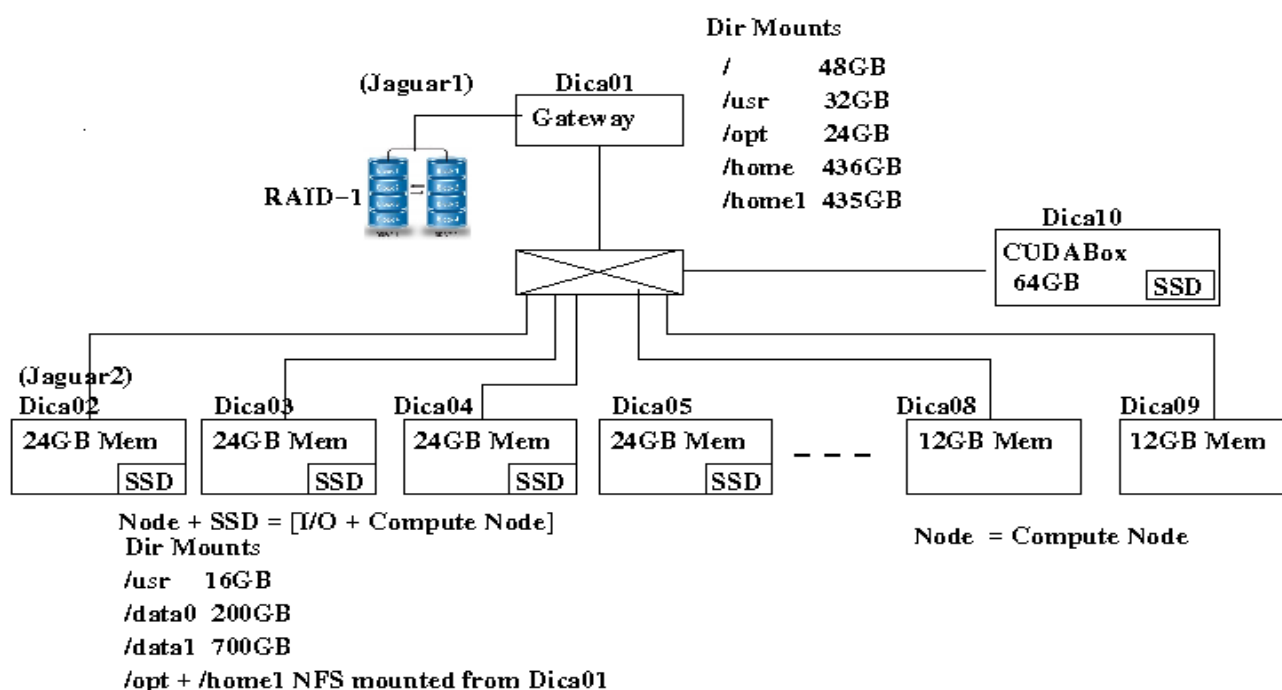 Dir Mounts
/ 48GB
/usr 32GB
/opt 24GB
/home 436GB
/home1 435GB
(Jaguar1)
Dica01
Gateway
RAID-1
=
Dica10
CUDABox
64GB
SSD
(Jaguar2)
Dica02
24GB Mem
SSD
Dica03
24GB Mem
SSD
Dica04
24GB Mem
SSD
Dica05
24GB Mem
SSD
Dica08
12GB Mem
Dica09
12GB Mem
Node + SSD = [I/O + Compute Node]
Dir Mounts
/usr 16GB
/data0 200GB
/data1 700GB
/opt + /home1 NFS mounted from Dica01
Node = Compute Node